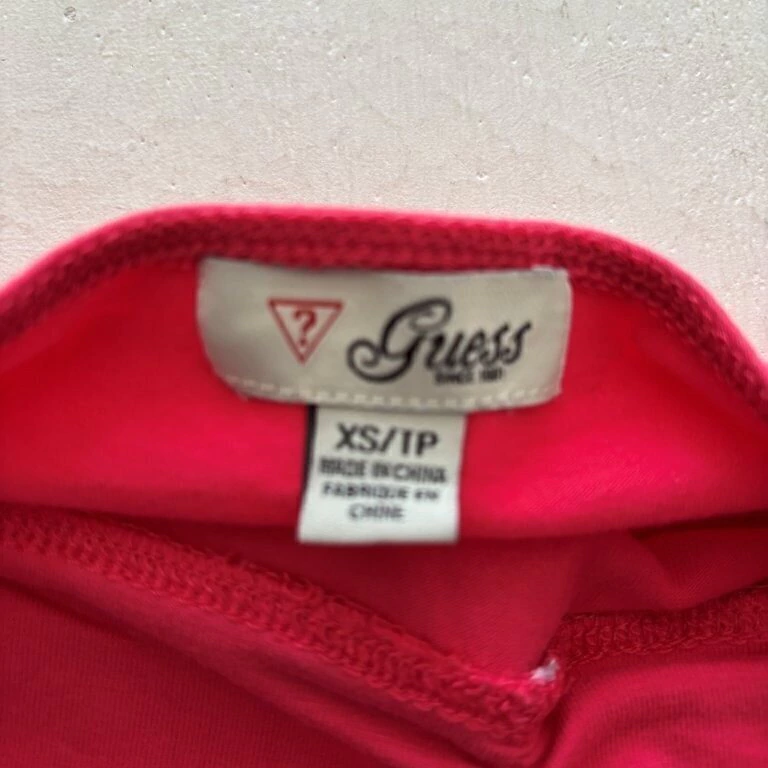 ?
Guess
SINCE 1981
XS/TP
MADE IN CHINA
FABRIQUE EN
CHINE